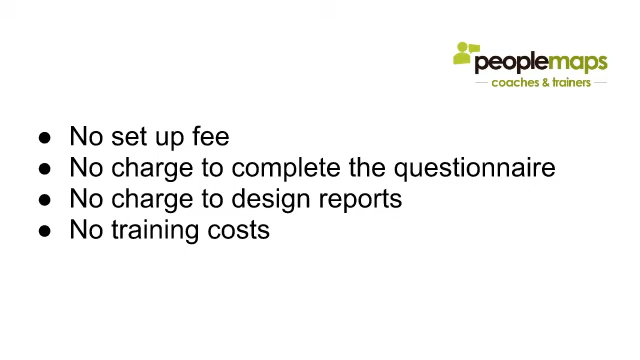 peoplemaps
coaches & trainers
● No set up fee
● No charge to complete the questionnaire
● No charge to design reports
● No training costs